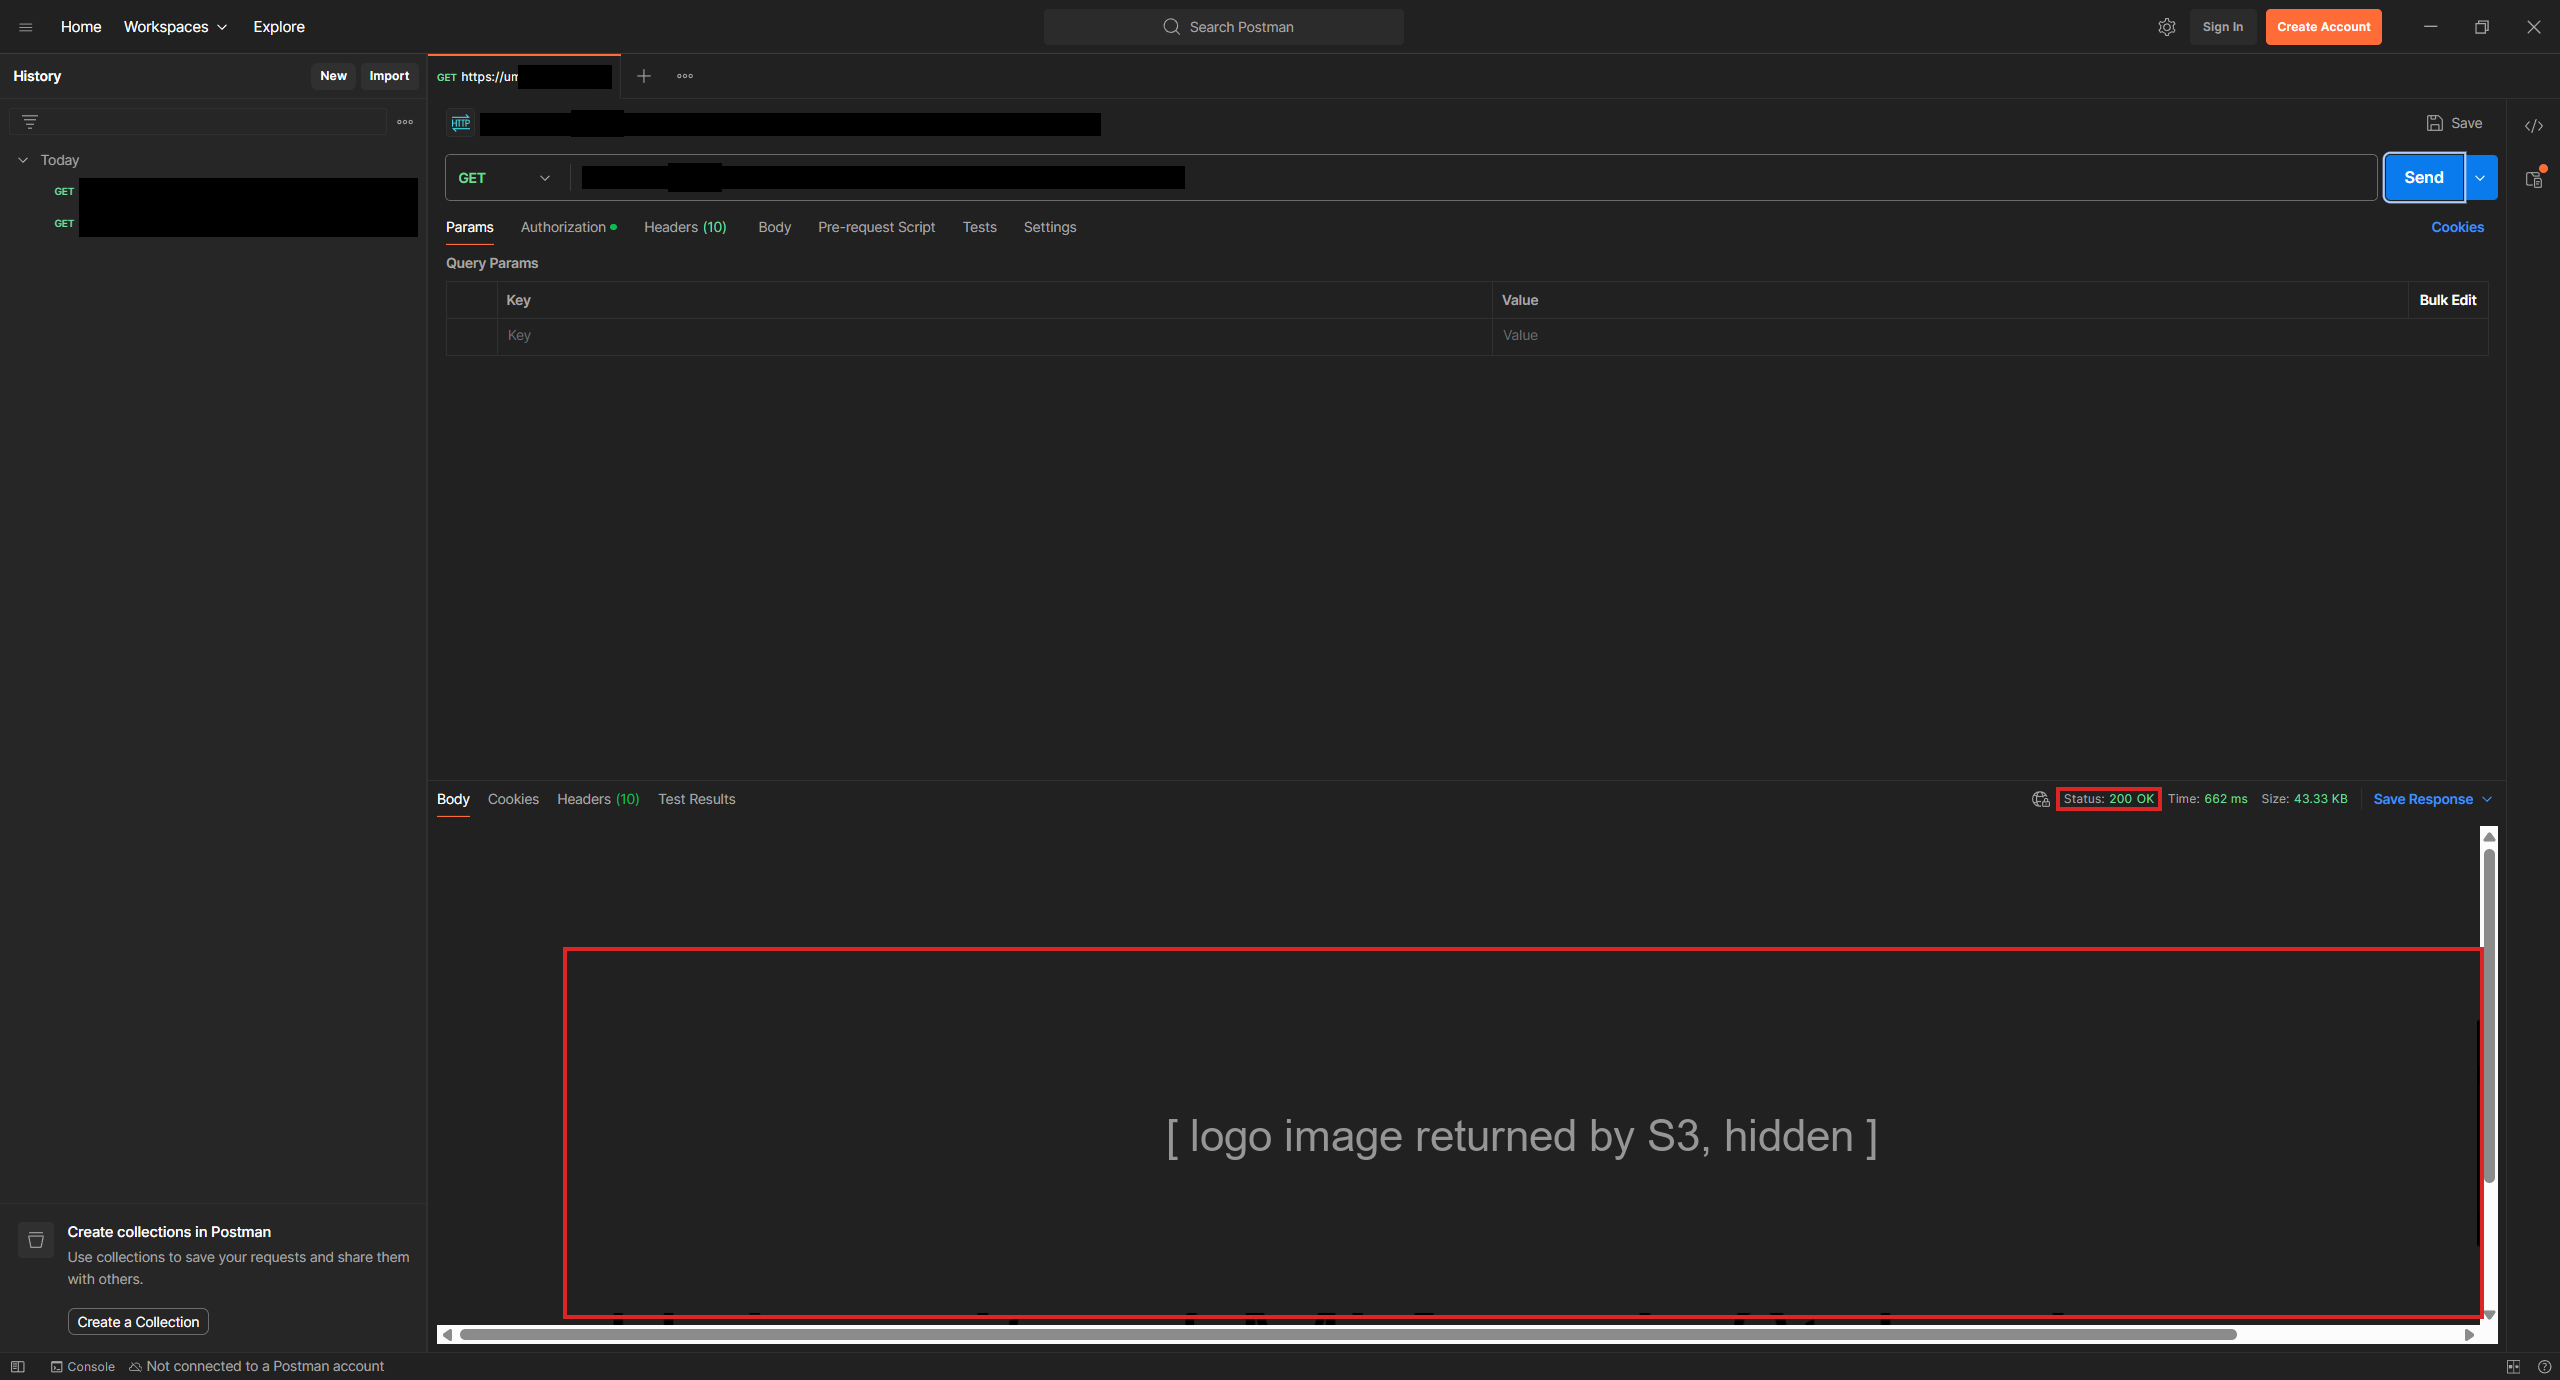 Home Workspaces Explore Search Postman Sign In Create Account
History New Import GET https://um
HTTP Save
Today
GET GET Send
GET
Params Authorization Headers (10) Body Pre-request Script Tests Settings Cookies
Query Params
Key Value Bulk Edit
Key Value
Body Cookies Headers (10) Test Results Status: 200 OK Time: 662 ms Size: 43.33 KB Save Response
[ logo image returned by S3, hidden ]
Create collections in Postman
Use collections to save your requests and share them
with others.
Create a Collection
Console Not connected to a Postman account